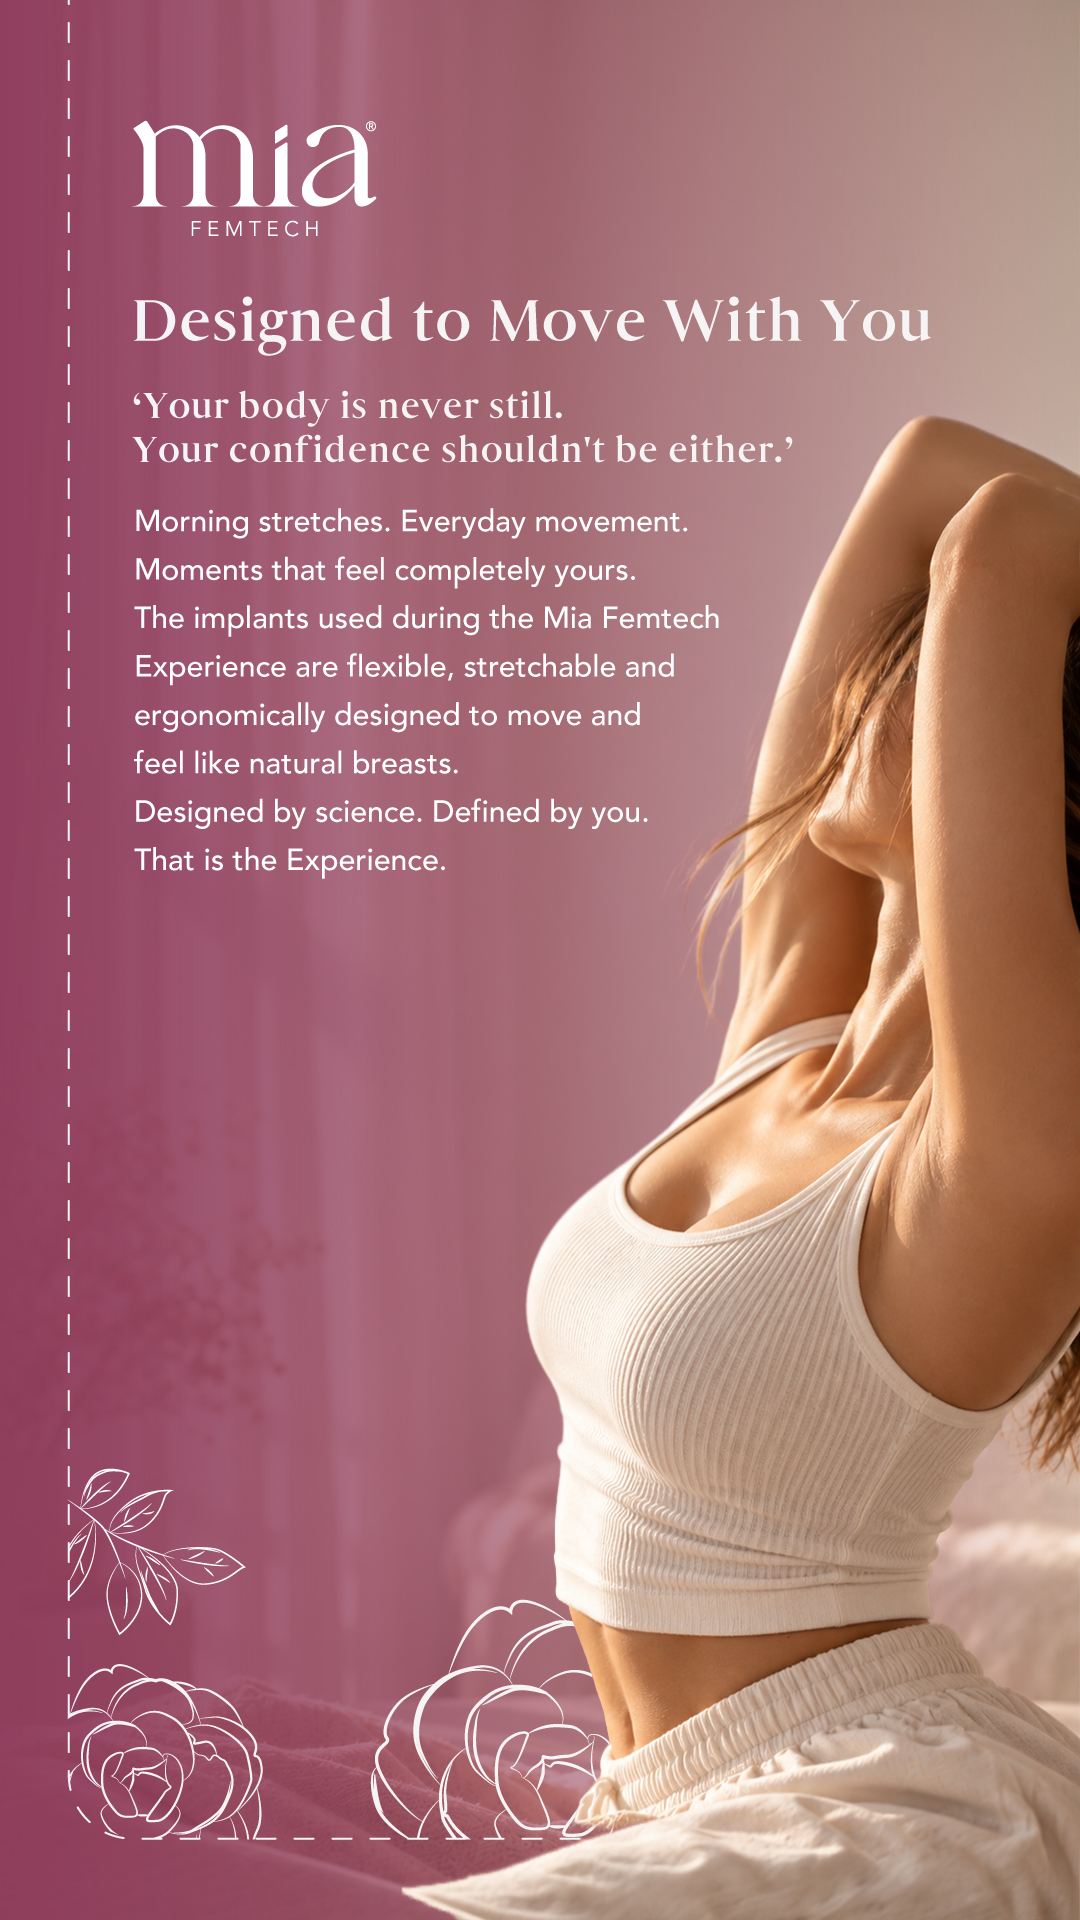 mia®
FEMTECH
Designed to Move With You
‘Your body is never still.
Your confidence shouldn't be either.’
Morning stretches. Everyday movement.
Moments that feel completely yours.
The implants used during the Mia Femtech
Experience are flexible, stretchable and
ergonomically designed to move and
feel like natural breasts.
Designed by science. Defined by you.
That is the Experience.